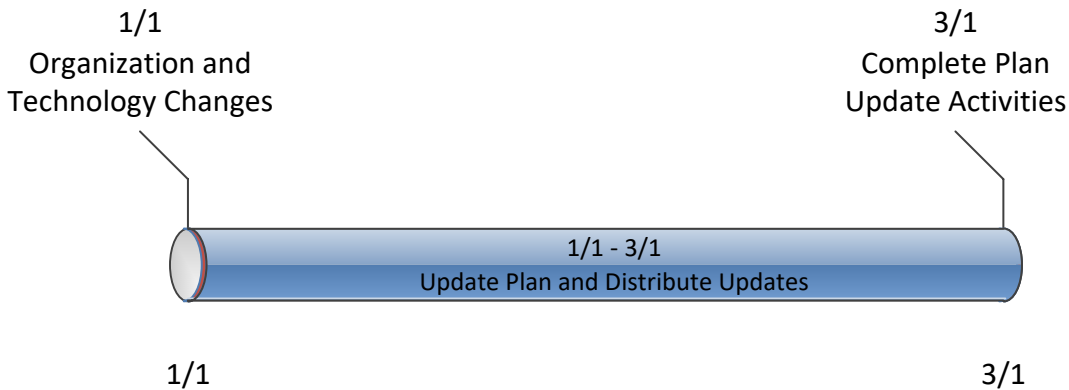 1/1
Organization and
Technology Changes
3/1
Complete Plan
Update Activities
1/1 - 3/1
Update Plan and Distribute Updates
1/1
3/1